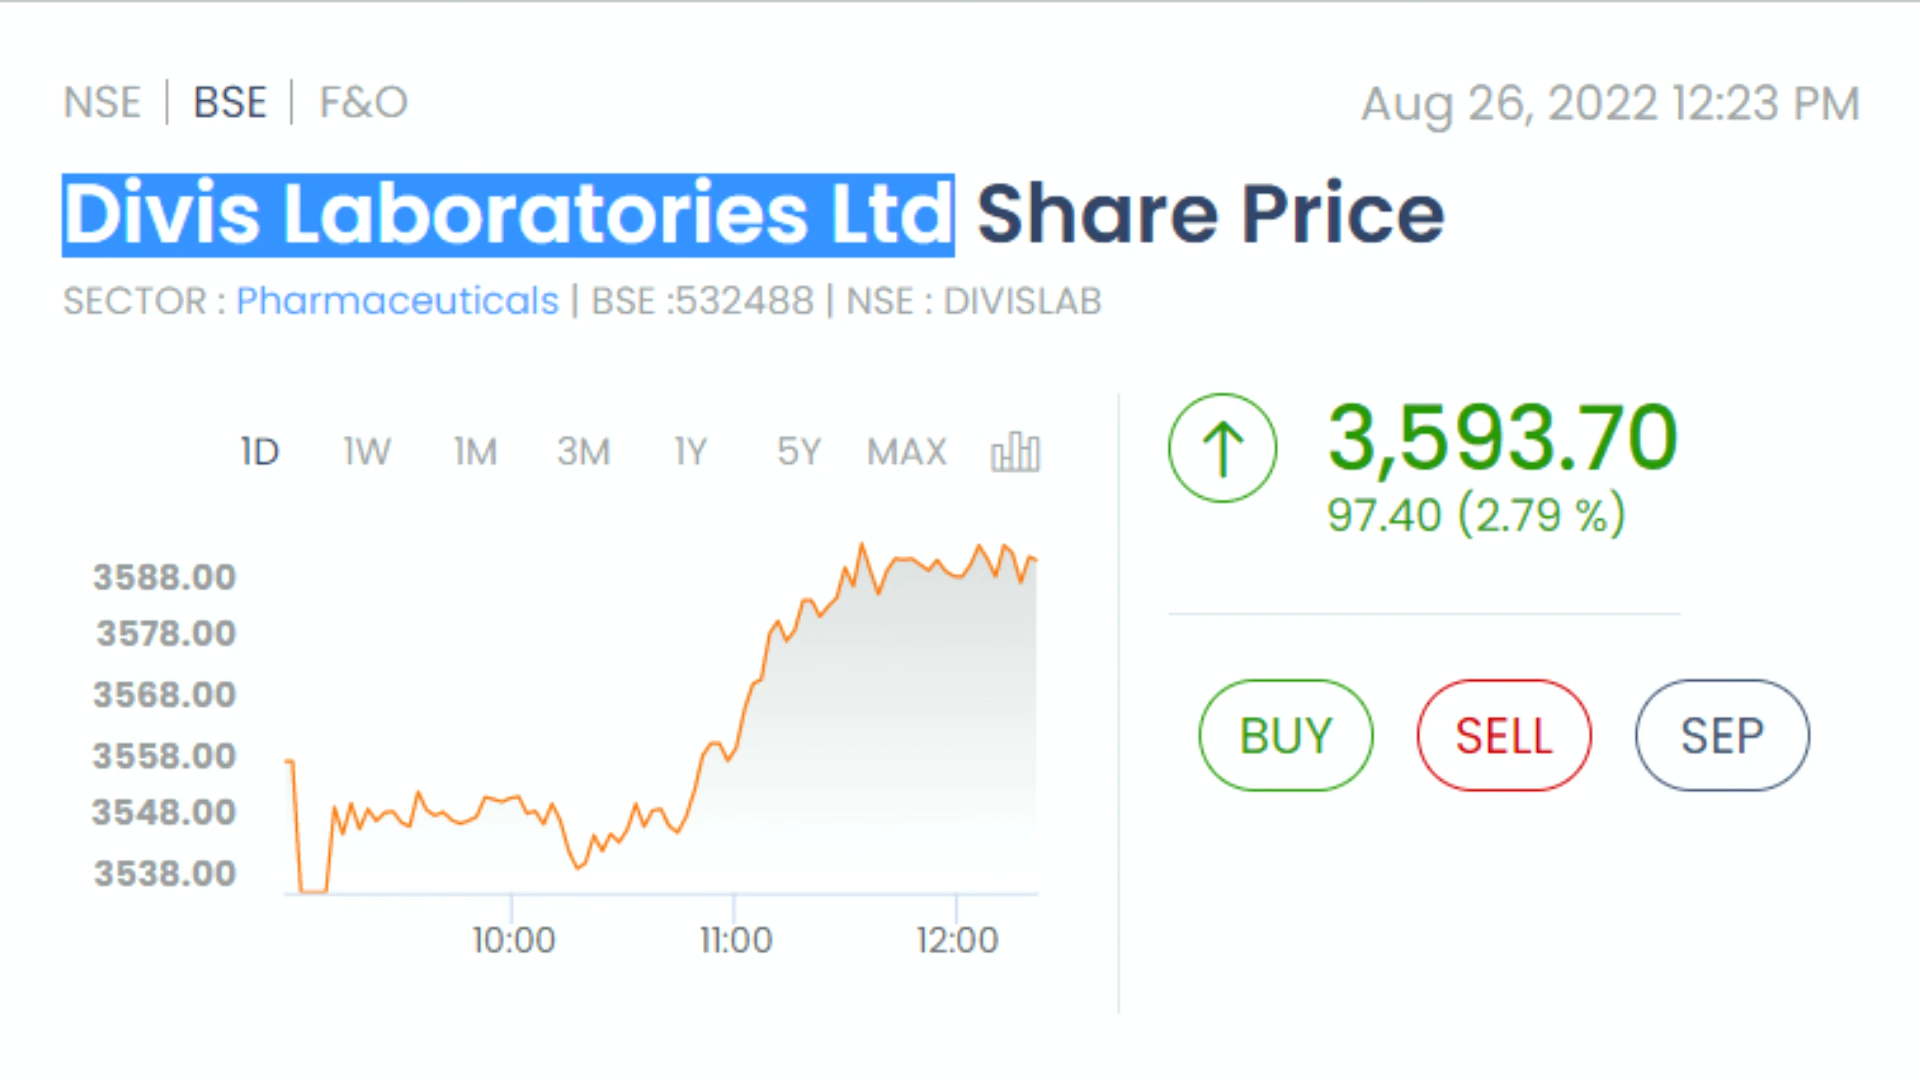 NSE | BSE | F&O
Aug 26, 2022 12:23 PM
Divis Laboratories Ltd Share Price
SECTOR : Pharmaceuticals | BSE :532488 | NSE : DIVISLAB
1D 1W 1M 3M 1Y 5Y MAX
3,593.70
97.40 (2.79 %)
3588.00
3578.00
3568.00
3558.00
3548.00
3538.00
10:00 11:00 12:00
BUY SELL SEP